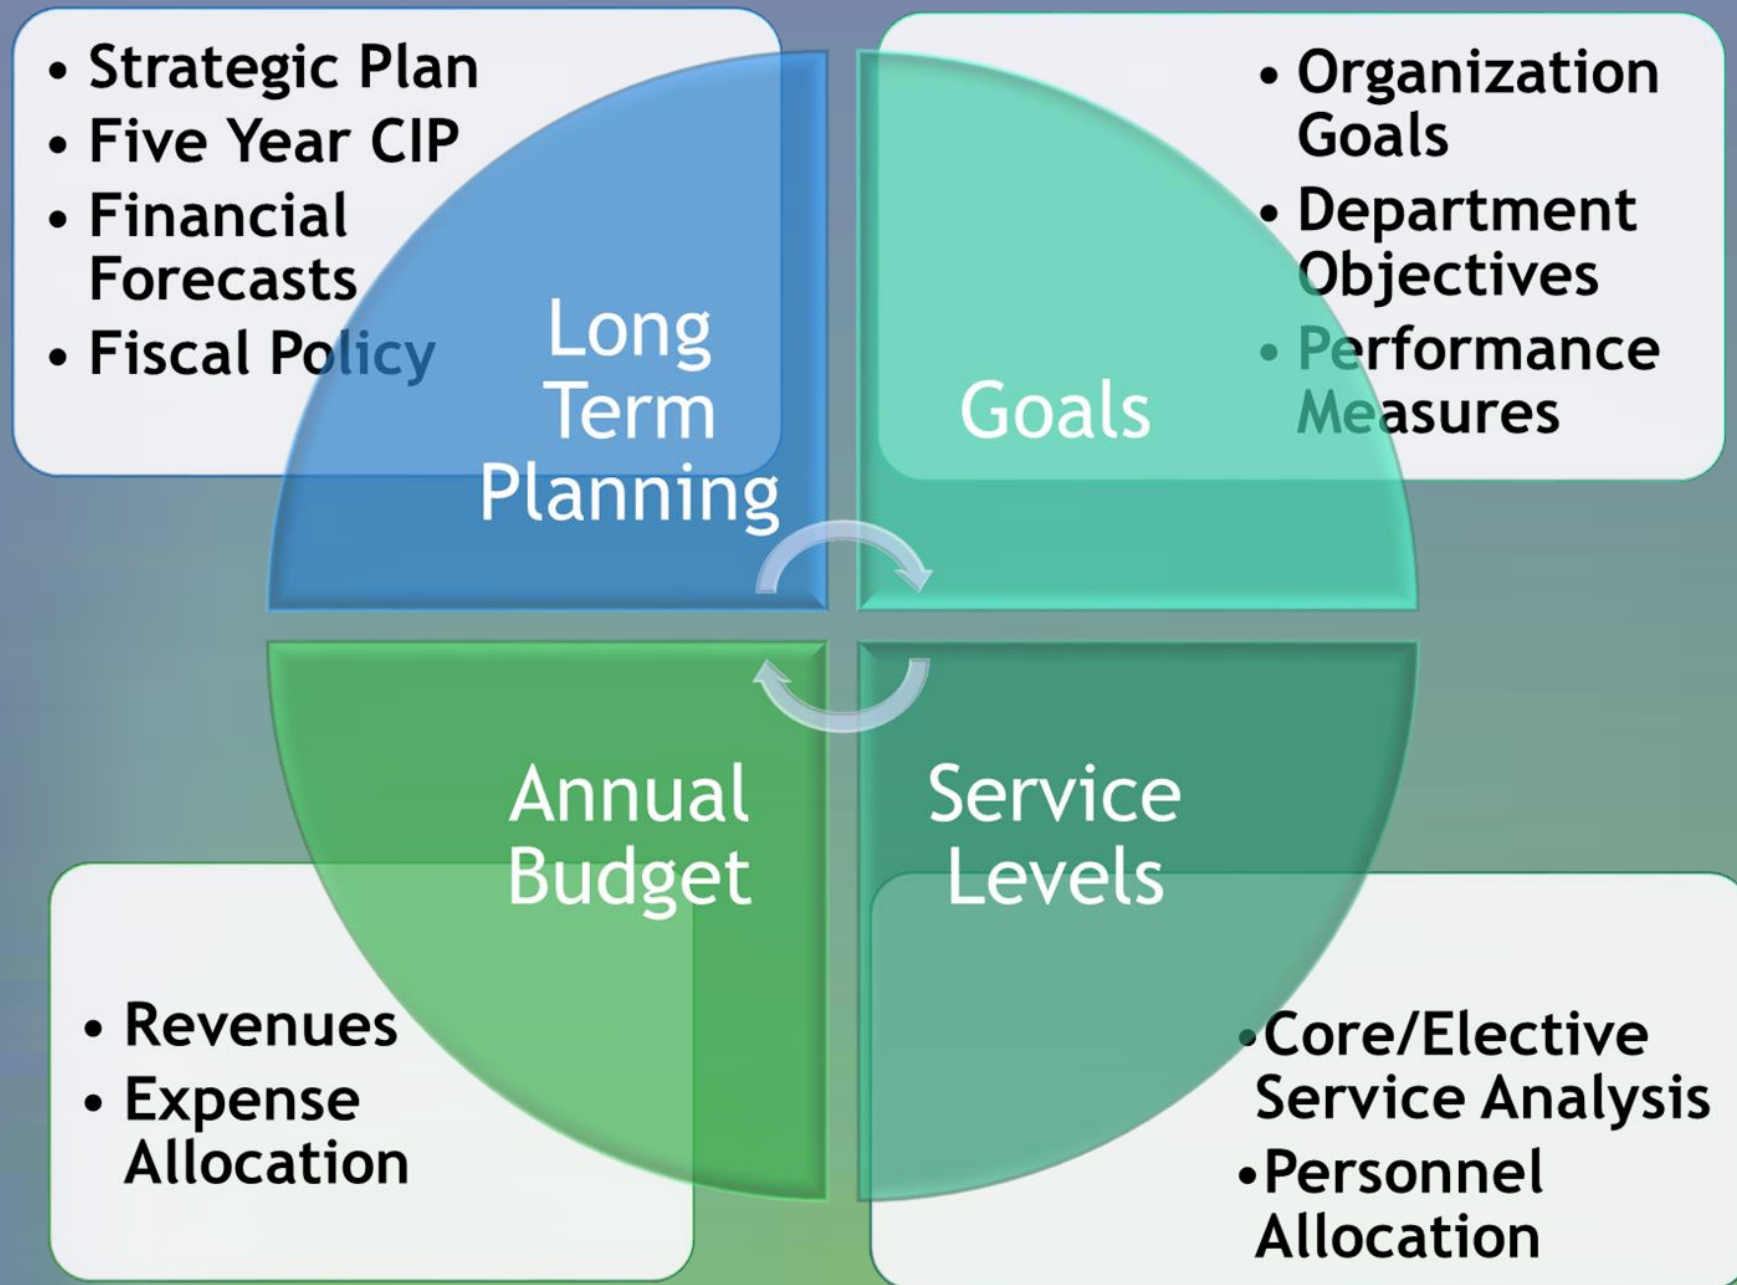 • Strategic Plan
• Five Year CIP
• Financial
Forecasts
• Fiscal Policy
Long
Term
Planning
• Organization
Goals
• Department
Objectives
• Performance
Measures
Goals
Annual
Budget
• Revenues
• Expense
Allocation
Service
Levels
•Core/Elective
Service Analysis
•Personnel
Allocation